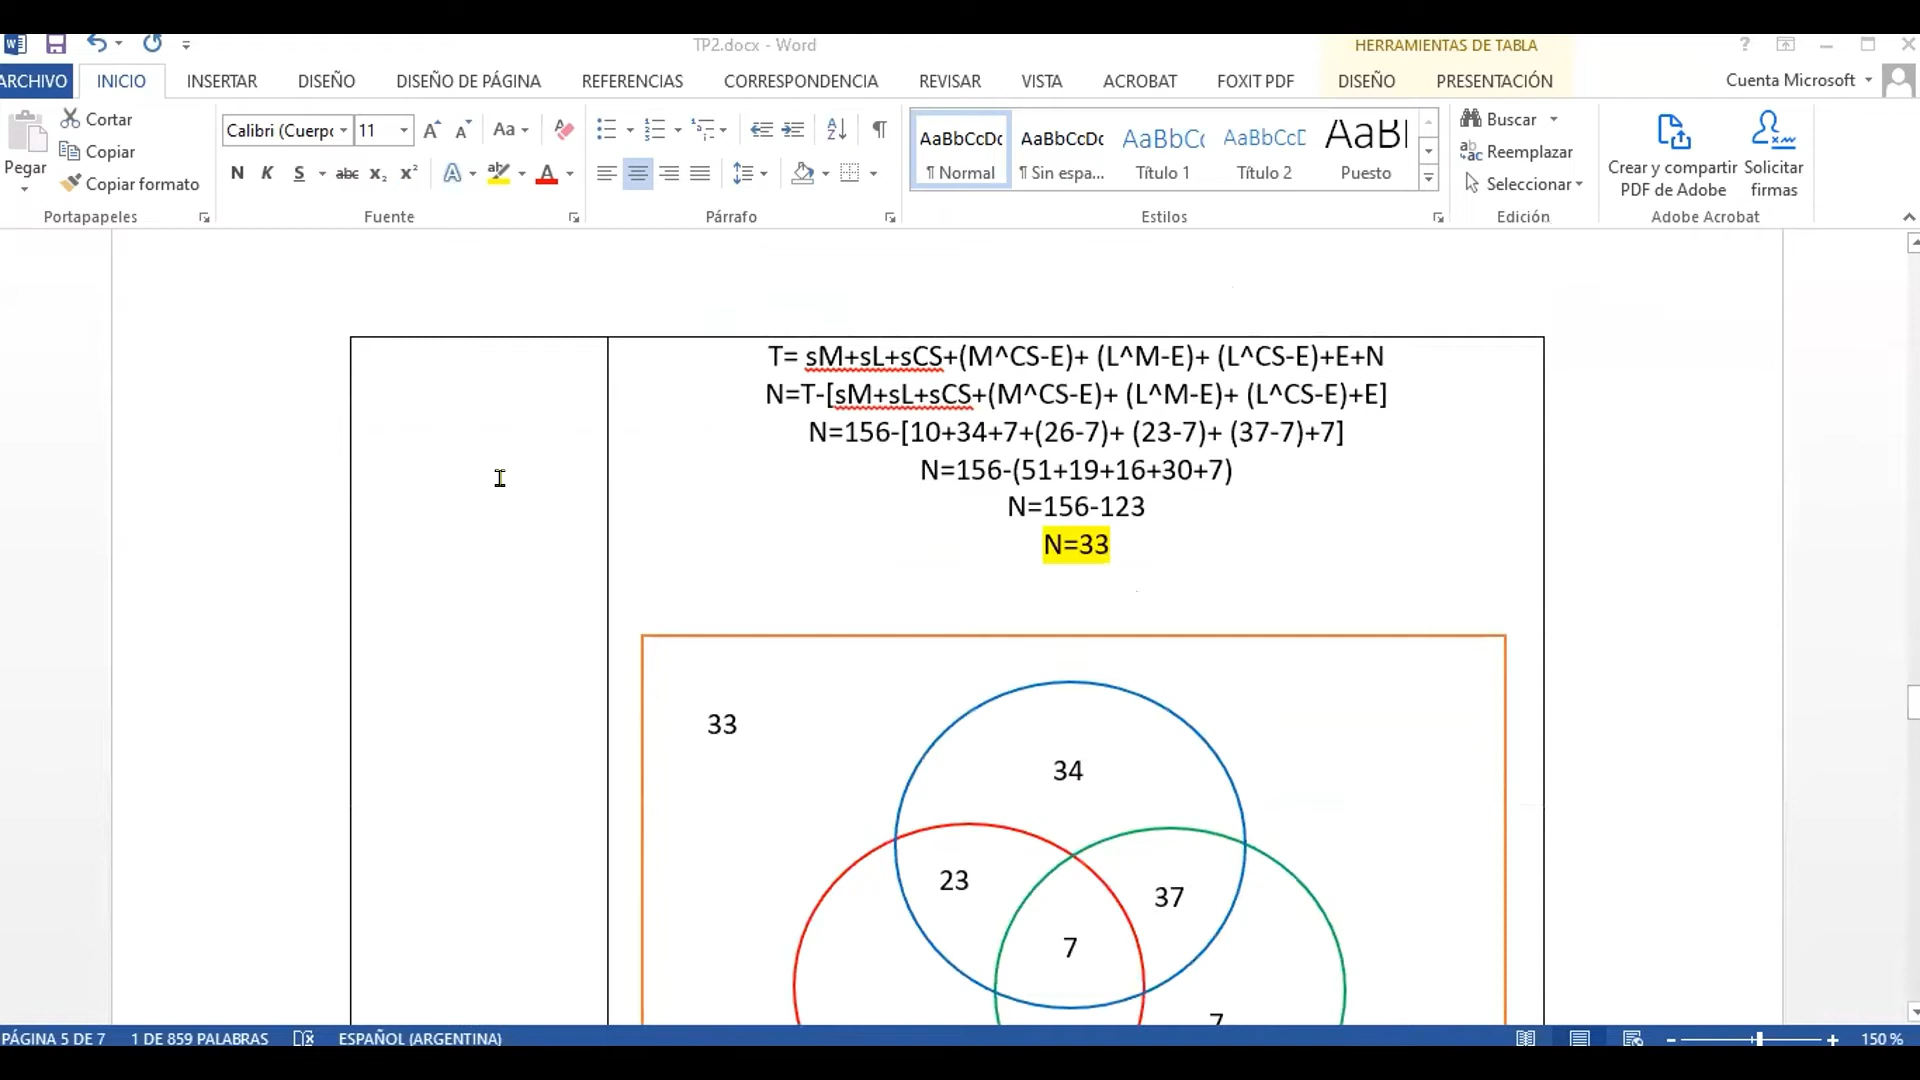 TP2.docx - Word
HERRAMIENTAS DE TABLA
?
ARCHIVO INICIO INSERTAR DISEÑO DISEÑO DE PÁGINA REFERENCIAS CORRESPONDENCIA REVISAR VISTA ACROBAT FOXIT PDF DISEÑO PRESENTACIÓN Cuenta Microsoft
Pegar
Cortar
Copiar
Copiar formato
Portapapeles
Calibri (Cuerpo 11 Aa
N K S abc x₂ x² A A
Fuente
Párrafo
AaBbCcDc AaBbCcDc AaBbCc AaBbCcD AaBl
¶ Normal ¶ Sin espa... Título 1 Título 2 Puesto
Estilos
Buscar
Reemplazar
Seleccionar
Edición
Crear y compartir
PDF de Adobe
Solicitar
firmas
Adobe Acrobat
T= sM+sL+sCS+(M^CS-E)+ (L^M-E)+ (L^CS-E)+E+N
N=T-[sM+sL+sCS+(M^CS-E)+ (L^M-E)+ (L^CS-E)+E]
N=156-[10+34+7+(26-7)+ (23-7)+ (37-7)+7]
N=156-(51+19+16+30+7)
N=156-123
N=33
33
34
23
37
7
7
PÁGINA 5 DE 7 1 DE 859 PALABRAS ESPAÑOL (ARGENTINA) 150 %